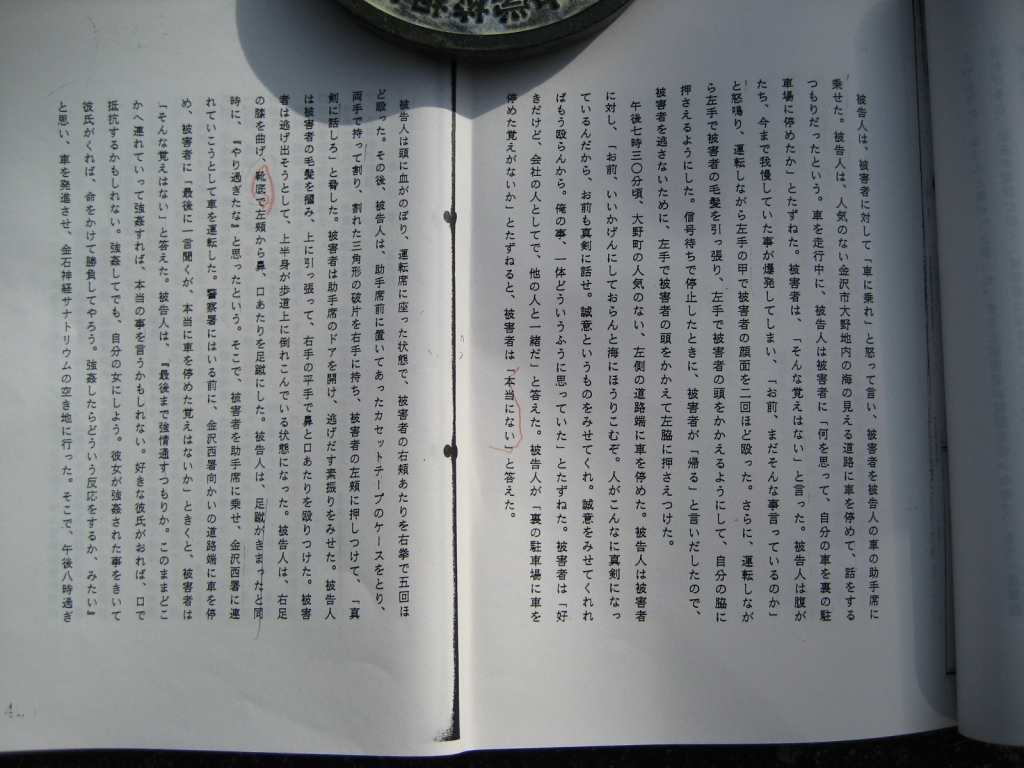 学校
被告人は、被害者に対して「車に乗れ」と怒って言い、被害者を被告人の車の助手席に
乗せた。被告人は、人気のない金沢市大野地内の海の見える道路に車を停めて、話をする
つもりだったという。車を走行中に、被告人は被害者に「何を思って、自分の車を裏の駐
車場に停めたか」とたずねた。被害者は、「そんな覚えはない」と言った。被告人は腹が
たち、今まで我慢していた事が爆発してしまい、「お前、まだそんな事言っているのか」
と怒鳴り、運転しながら左手の甲で被害者の顔面を二回ほど殴った。さらに、運転しなが
ら左手で被害者の毛髪を引っ張り、左手で被害者の頭をかかえるようにして、自分の脇に
押さえるようにした。信号待ちで停止したときに、被害者が「帰る」と言いだしたので、
被害者を逃さないために、左手で被害者の頭をかかえて左脇に押さえつけた。
午後七時三〇分頃、大野町の人気のない、左側の道路端に車を停めた。被告人は被害者
に対し、「お前、いいかげんにしておらんと海にほうりこむぞ。人がこんなに真剣になっ
ているんだから、お前も真剣に話せ。誠意というものをみせてくれ。誠意をみせてくれれ
ばもう殴らんから。俺の事、一体どういうふうに思っていた」とたずねた。被害者は「好
きだけど、会社の人としてで、他の人と一緒だ」と答えた。被告人が「裏の駐車場に車を
停めた覚えがないか」とたずねると、被害者は「本当にない」と答えた。
被告人は頭に血がのぼり、運転席に座った状態で、被害者の右頬あたりを右拳で五回ほ
ど殴った。その後、被告人は、助手席前に置いてあったカセットテープのケースをとり、
両手で持って割り、割れた三角形の破片を右手に持ち、被害者の左頬に押しつけて、「真
剣に話しろ」と脅した。被害者は助手席のドアを開け、逃げだす素振りをみせた。被告人
は被害者の毛髪を掴み、上に引っ張って、右手の平手で鼻と口あたりを殴りつけた。被害
者は逃げ出そうとして、上半身が歩道上に倒れこんでいる状態になった。被告人は、右足
の膝を曲げ、靴底で左頬から鼻、口あたりを足蹴にした。被告人は、足蹴がきまったと同
時に、『やり過ぎたな』と思ったという。そこで、被害者を助手席に乗せ、金沢西署に連
れていこうとして車を運転した。警察署にはいる前に、金沢西署向かいの道路端に車を停
め、被害者に「最後に一言聞くが、本当に車を停めた覚えはないか」ときくと、被害者は
「そんな覚えはない」と答えた。被告人は、『最後まで強情通すつもりか。このままどこ
かへ連れていって強姦すれば、本当の事を言うかもしれない。好きな彼氏がおれば、口で
抵抗するかもしれない。強姦してでも、自分の女にしよう。彼女が強姦された事をきいて
彼氏がくれば、命をかけて勝負してやろう。強姦したらどういう反応をするか、みたい』
と思い、車を発進させ、金石神経サナトリウムの空き地に行った。そこで、午後八時過ぎ